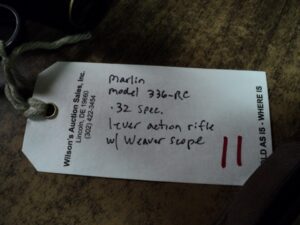 Wilson's Auction Sales, Inc.
Lincoln, DE 19960
(302) 422-3454
Marlin
model 336-RC
.32 spec.
lever action rifle
w/ Weaver scope
11
LD AS IS - WHERE IS